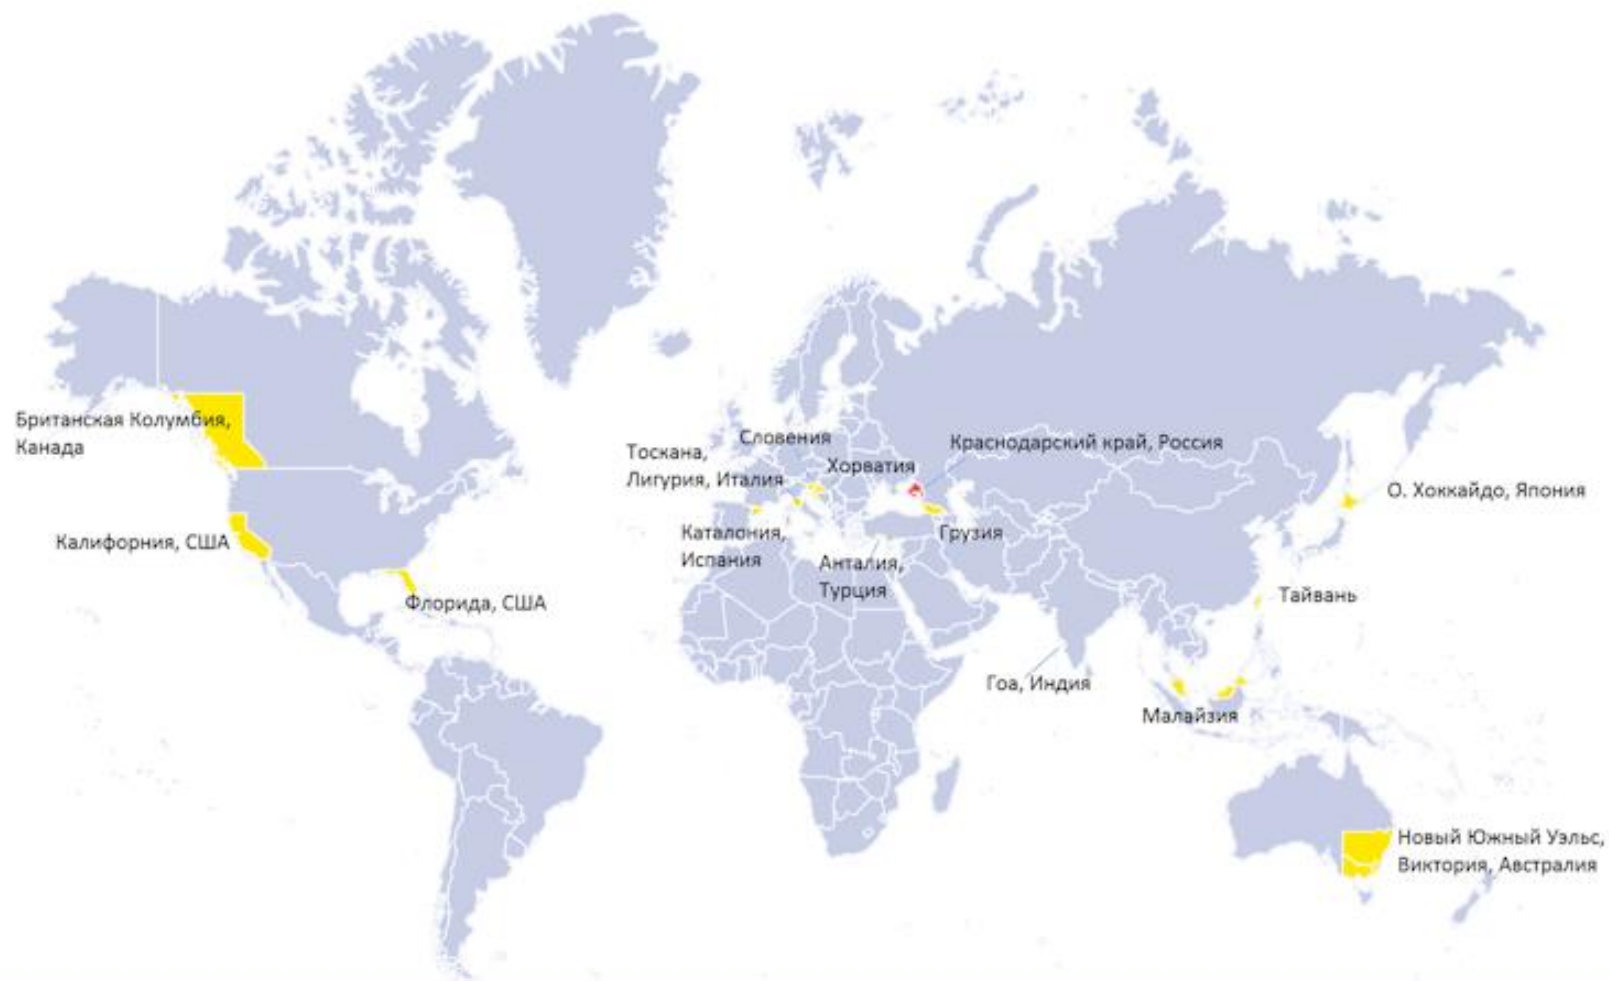 Британская Колумбия,
Канада
Калифорния, США
Флорида, США
Тоскана,
Лигурия, Италия
Словения
Хорватия
Краснодарский край, Россия
Каталония,
Испания
Анталия,
Турция
Грузия
О. Хоккайдо, Япония
Тайвань
Гоа, Индия
Малайзия
Новый Южный Уэльс,
Виктория, Австралия